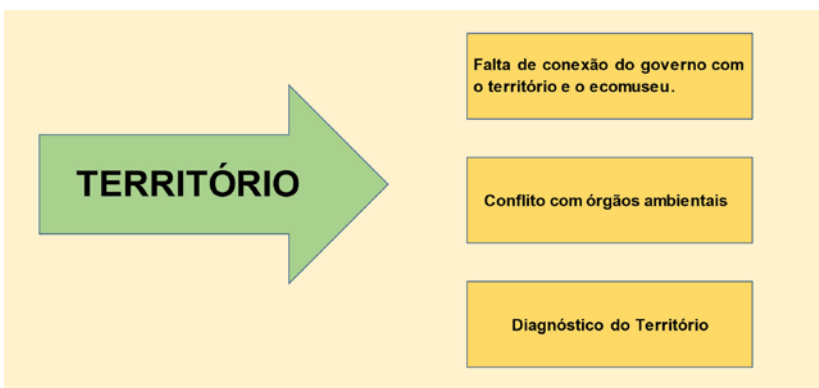 TERRITÓRIO
Falta de conexão do governo com
o território e o ecomuseu.
Conflito com órgãos ambientais
Diagnóstico do Território